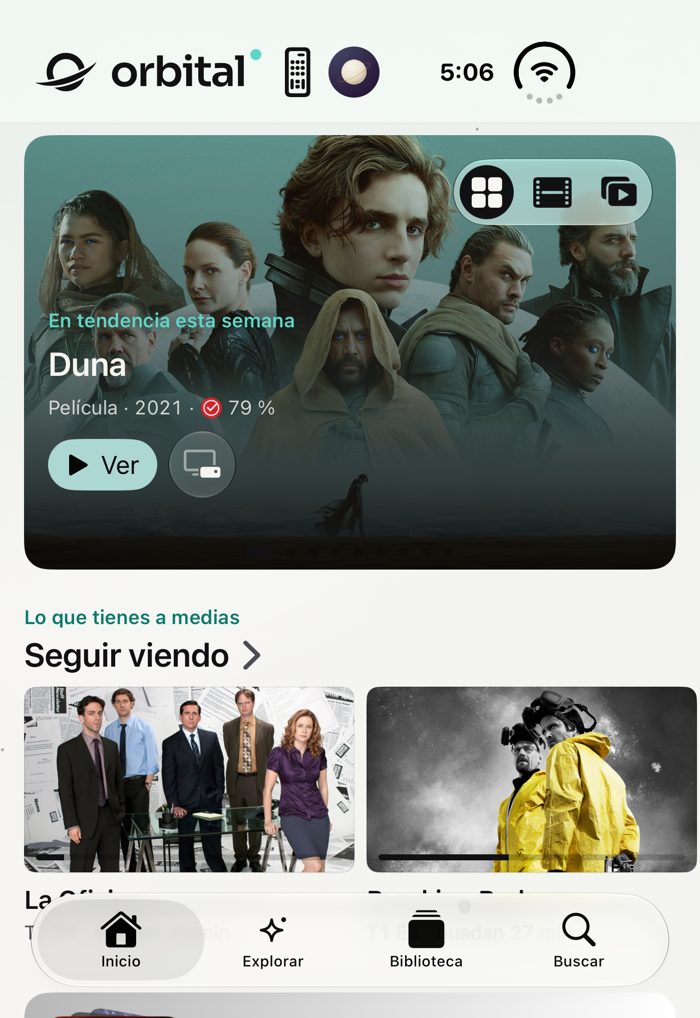 orbital
5:06
En tendencia esta semana
Duna
Película · 2021 · 79 %
Ver
Lo que tienes a medias
Seguir viendo
Inicio
Explorar
Biblioteca
Buscar